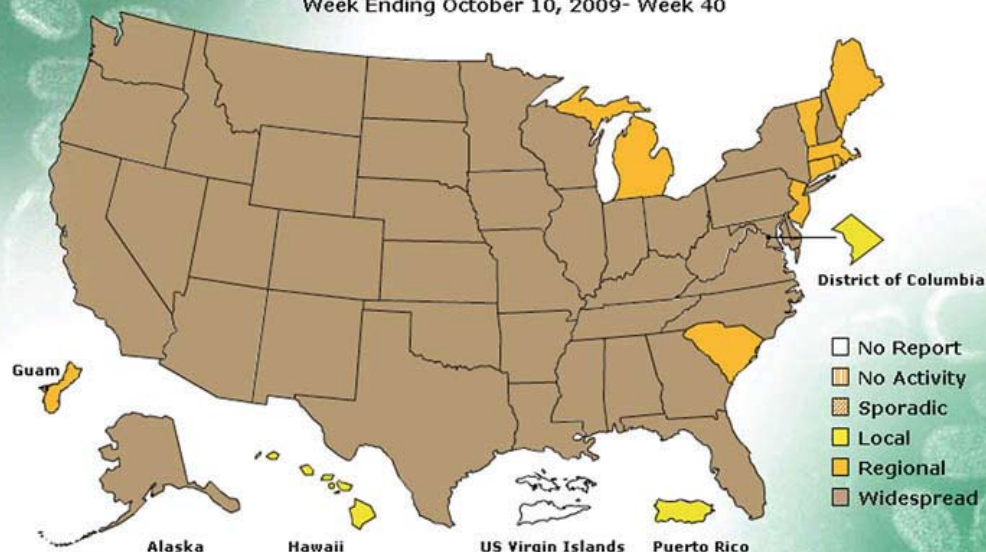 Week Ending October 10, 2009- Week 40
District of Columbia
No Report
No Activity
Sporadic
Local
Regional
Widespread
Guam
Alaska
Hawaii
US Virgin Islands
Puerto Rico